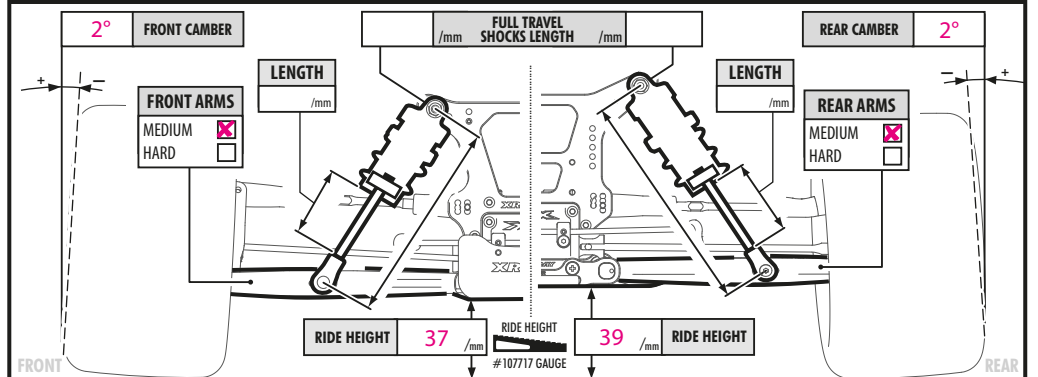 2° FRONT CAMBER
FULL TRAVEL
/mm SHOCKS LENGTH /mm
REAR CAMBER 2°
+ −
− +
LENGTH
/mm
LENGTH
/mm
FRONT ARMS
MEDIUM X
HARD
REAR ARMS
MEDIUM X
HARD
RIDE HEIGHT 37 /mm
RIDE HEIGHT
#107717 GAUGE
39 /mm RIDE HEIGHT
FRONT
REAR